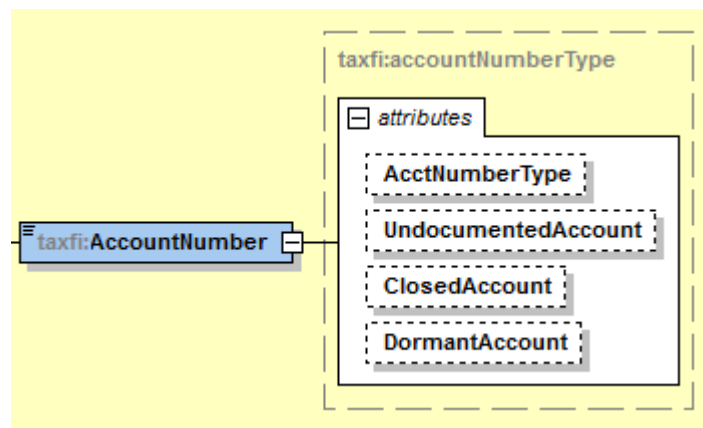 taxfi:accountNumberType
attributes
AcctNumberType
UndocumentedAccount
taxfi:AccountNumber
ClosedAccount
DormantAccount